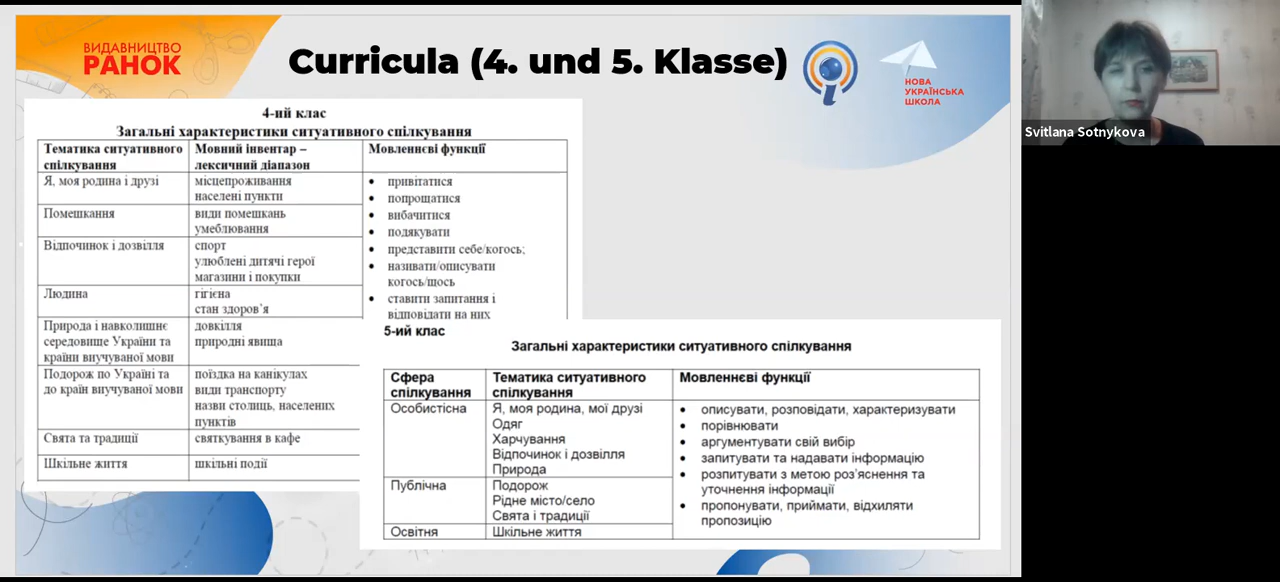 ВИДАВНИЦТВО
РАНОК
Curricula (4. und 5. Klasse)
НОВА
УКРАЇНСЬКА
ШКОЛА
Svitlana Sotnykova
4-ий клас
Загальні характеристики ситуативного спілкування
Тематика ситуативного спілкування
Мовний інвентар – лексичний діапазон
Мовленнєві функції
Я, моя родина і друзі
місцепроживання
населені пункти
Помешкання
види помешкань
умеблювання
Відпочинок і дозвілля
спорт
улюблені дитячі герої
магазини і покупки
Людина
гігієна
стан здоров`я
Природа і навколишнє
середовище України та
країни виучуваної мови
довкілля
природні явища
Подорож по Україні та
до країн виучуваної мови
поїздка на канікулах
види транспорту
назви столиць, населених
пунктів
Свята та традиції
святкування в кафе
Шкільне життя
шкільні події
• привітатися
• попрощатися
• вибачитися
• подякувати
• представити себе/когось;
• називати/описувати
когось/щось
• ставити запитання і
відповідати на них
5-ий клас
Загальні характеристики ситуативного спілкування
Сфера
спілкування
Тематика ситуативного
спілкування
Мовленнєві функції
Особистісна
Я, моя родина, мої друзі
Одяг
Харчування
Відпочинок і дозвілля
Природа
Публічна
Подорож
Рідне місто/село
Свята і традиції
Освітня
Шкільне життя
• описувати, розповідати, характеризувати
• порівнювати
• аргументувати свій вибір
• запитувати та надавати інформацію
• розпитувати з метою роз’яснення та
уточнення інформації
• пропонувати, приймати, відхиляти
пропозицію